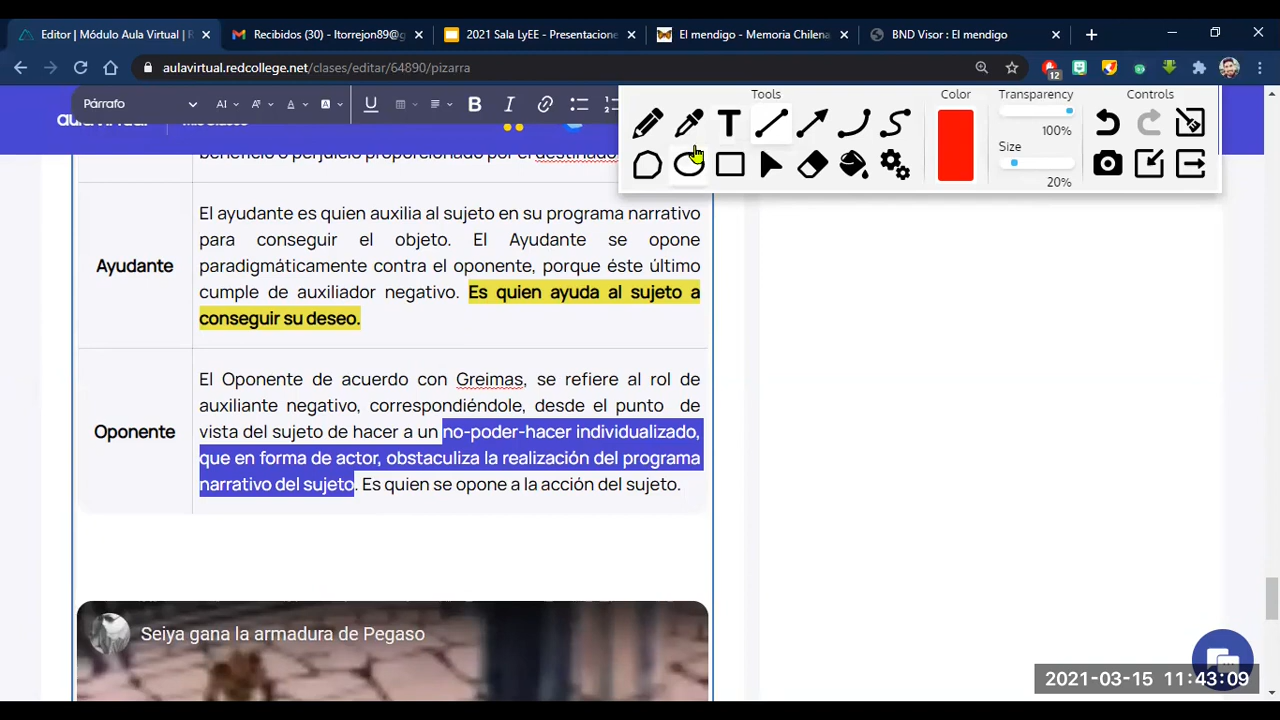 Editor | Módulo Aula Virtual | R
Recibidos (30) - ltorrejon89@g
2021 Sala LyEE - Presentacione
El mendigo - Memoria Chilena
BND Visor : El mendigo
aulavirtual.redcollege.net/clases/editar/64890/pizarra
12
Párrafo
Tools
Color
Transparency
Controls
100%
Size
20%
beneficio o perjuicio proporcionado por el destinado
Ayudante
El ayudante es quien auxilia al sujeto en su programa narrativo
para conseguir el objeto. El Ayudante se opone
paradigmáticamente contra el oponente, porque éste último
cumple de auxiliador negativo. Es quien ayuda al sujeto a
conseguir su deseo.
Oponente
El Oponente de acuerdo con Greimas, se refiere al rol de
auxiliante negativo, correspondiéndole, desde el punto de
vista del sujeto de hacer a un no-poder-hacer individualizado,
que en forma de actor, obstaculiza la realización del programa
narrativo del sujeto. Es quien se opone a la acción del sujeto.
Seiya gana la armadura de Pegaso
2021-03-15 11:43:09